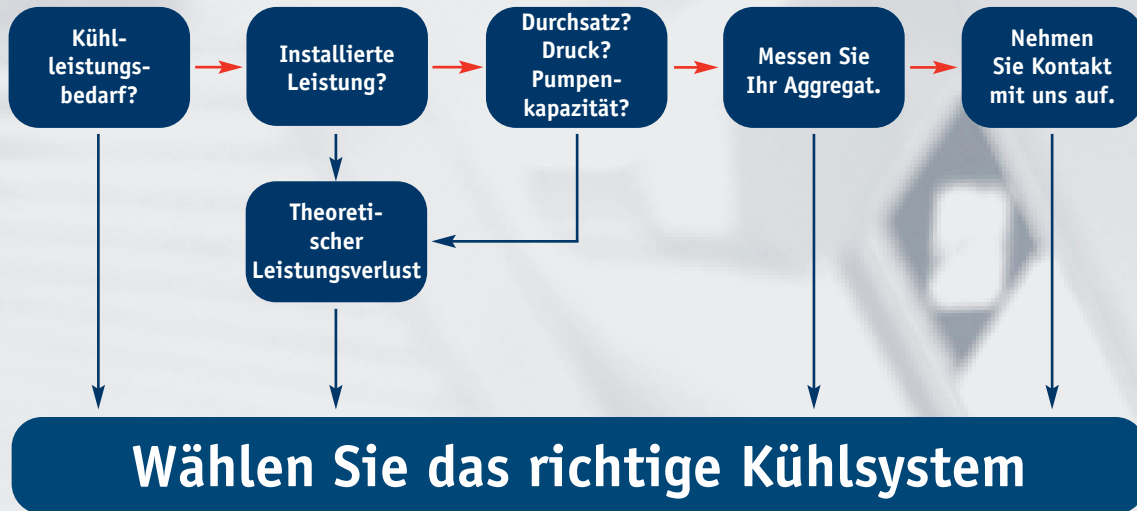 Kühl-
leistungs-
bedarf?
Installierte
Leistung?
Durchsatz?
Druck?
Pumpen-
kapazität?
Messen Sie
Ihr Aggregat.
Nehmen
Sie Kontakt
mit uns auf.
Theoreti-
scher
Leistungsverlust
Wählen Sie das richtige Kühlsystem